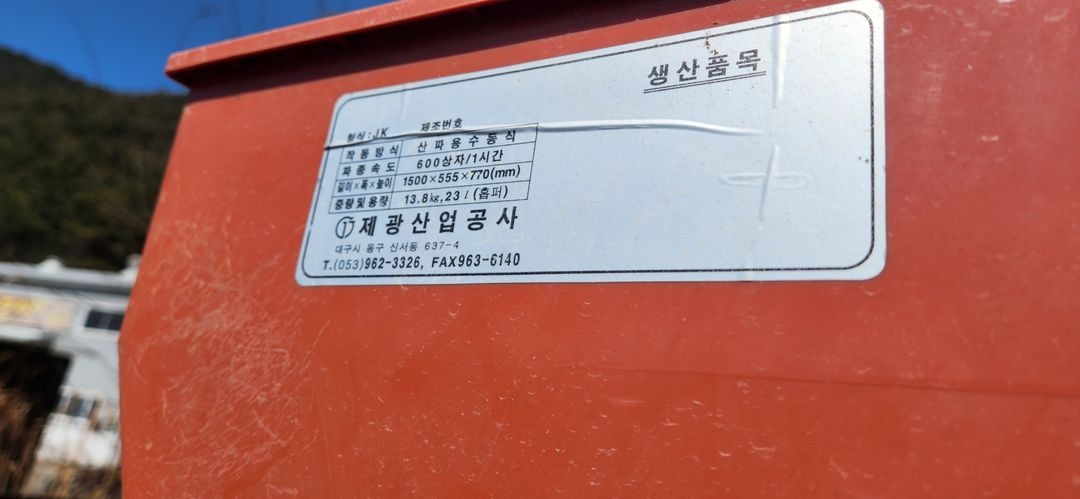 생산품목
형식 : JK 제조번호
작동방식 산파용수동식
파종속도 600상자/1시간
길이×폭×높이 1500×555×770(mm)
중량및용량 13.8kg, 23ℓ (홉퍼)
제광산업공사
대구시 동구 신서동 637-4
T.(053)962-3326, FAX963-6140